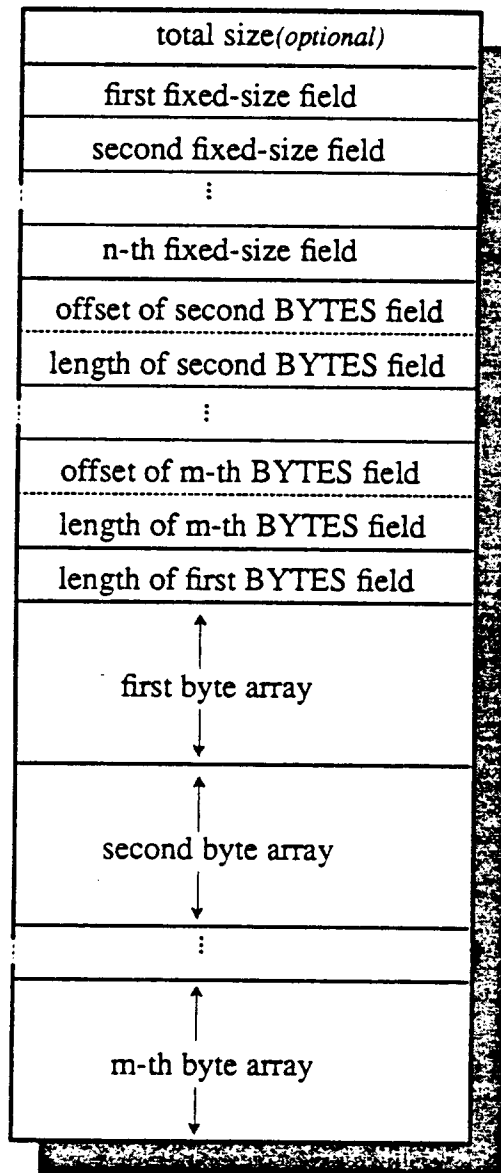 total size(optional)
first fixed-size field
second fixed-size field
⋮
n-th fixed-size field
offset of second BYTES field
length of second BYTES field
⋮
offset of m-th BYTES field
length of m-th BYTES field
length of first BYTES field
first byte array
second byte array
⋮
m-th byte array